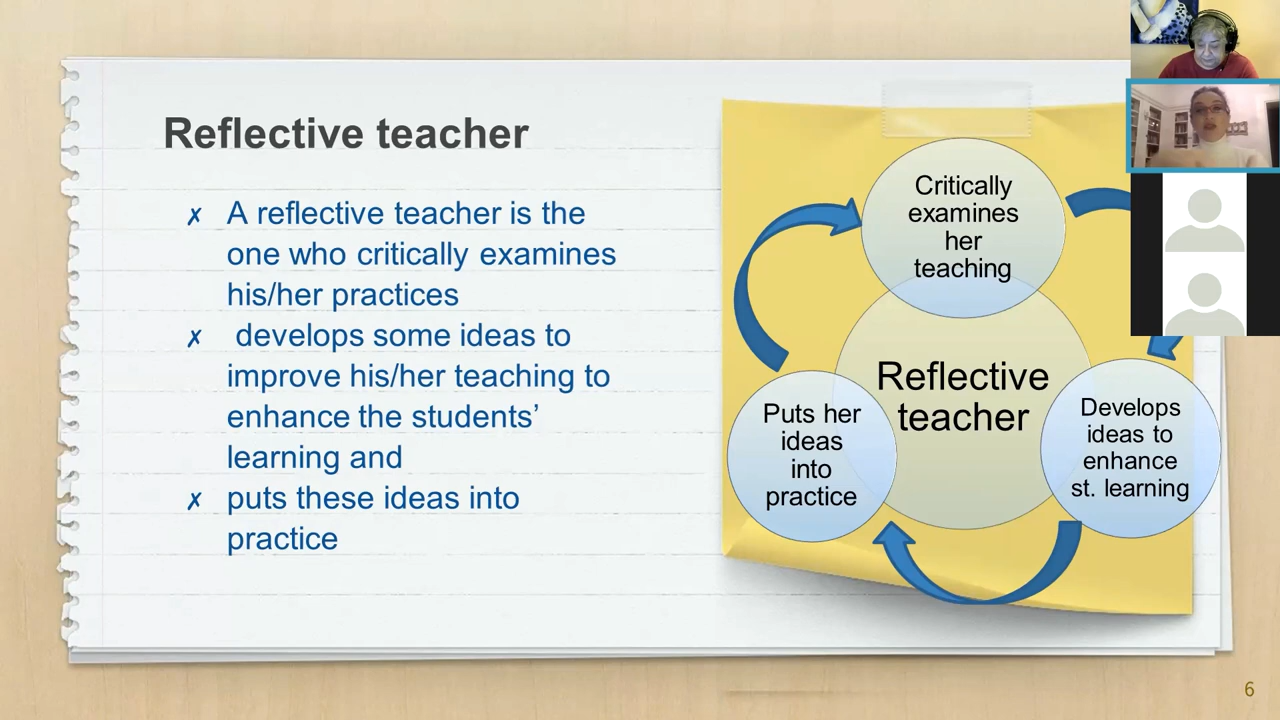 Reflective teacher
✗ A reflective teacher is the
one who critically examines
his/her practices
✗ develops some ideas to
improve his/her teaching to
enhance the students’
learning and
✗ puts these ideas into
practice
Critically
examines
her
teaching
Reflective
teacher
Develops
ideas to
enhance
st. learning
Puts her
ideas
into
practice
6